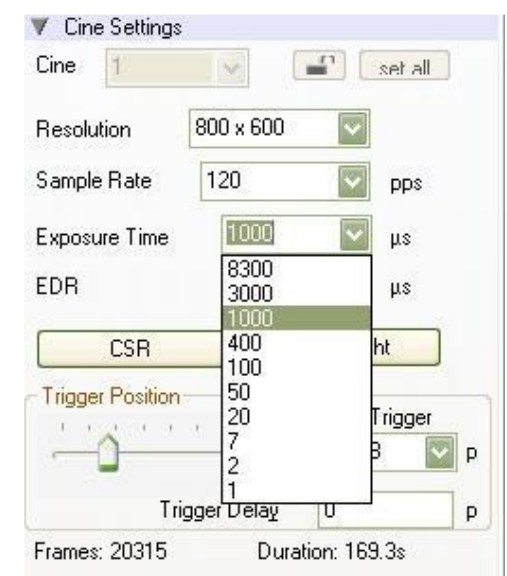 Cine Settings
Cine 1 set all
Resolution 800 x 600
Sample Rate 120 pps
Exposure Time 1000 µs
8300
EDR µs
3000
1000
CSR 400 ht
100
50
Trigger Position
20 Trigger
7 p
2
1
Trigger Delay 0 p
Frames: 20315 Duration: 169.3s